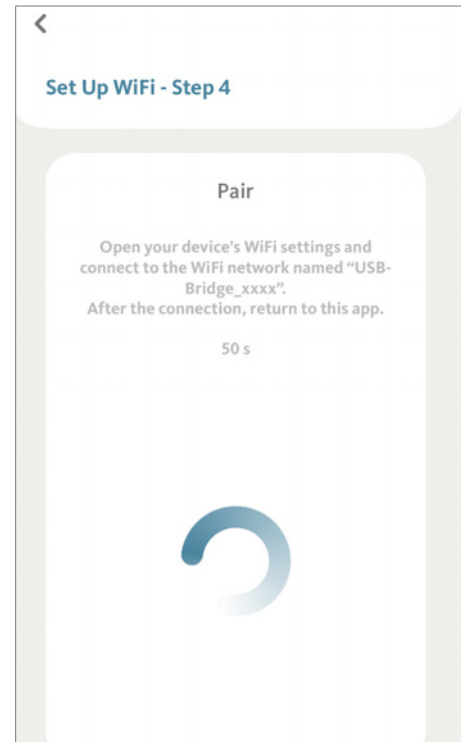 Set Up WiFi - Step 4
Pair
Open your device's WiFi settings and
connect to the WiFi network named “USB-
Bridge_xxxx”.
After the connection, return to this app.
50 s